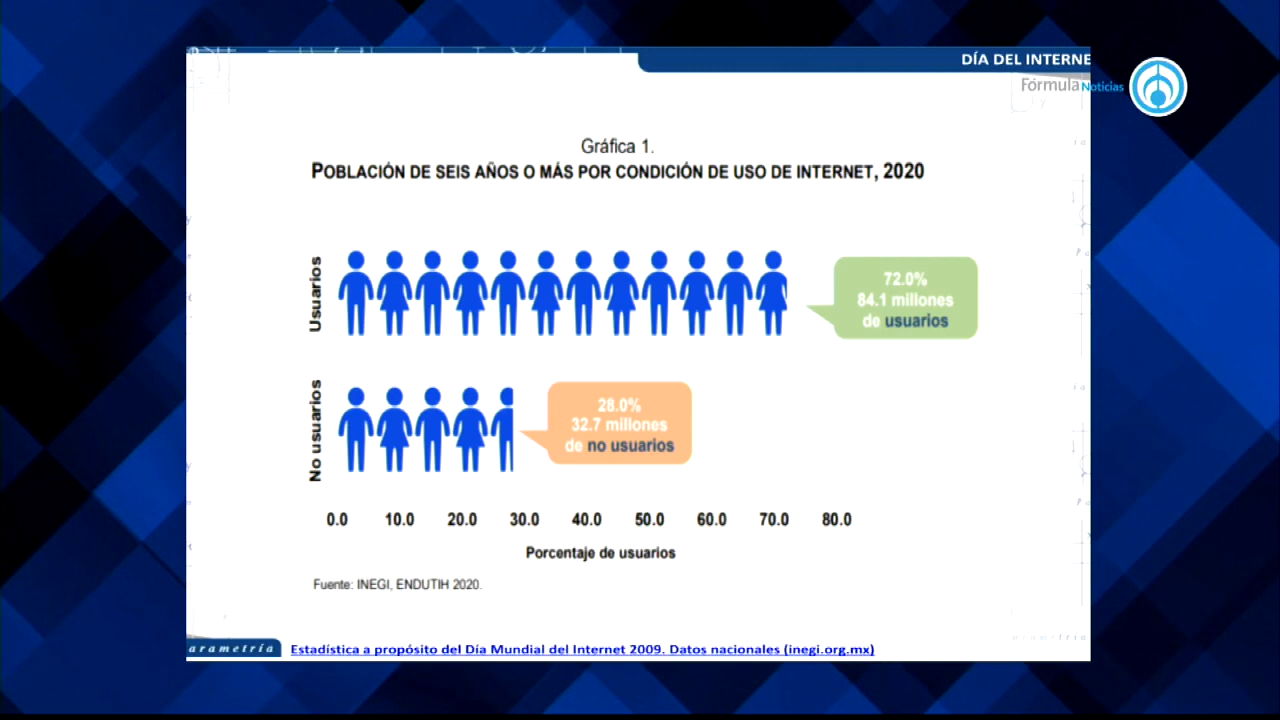 DÍA DEL INTERNE
Fórmula Noticias
Gráfica 1.
POBLACIÓN DE SEIS AÑOS O MÁS POR CONDICIÓN DE USO DE INTERNET, 2020
Usuarios
72.0%
84.1 millones
de usuarios
No usuarios
28.0%
32.7 millones
de no usuarios
0.0 10.0 20.0 30.0 40.0 50.0 60.0 70.0 80.0
Porcentaje de usuarios
Fuente: INEGI, ENDUTIH 2020.
arametría
Estadística a propósito del Día Mundial del Internet 2009. Datos nacionales (inegi.org.mx)